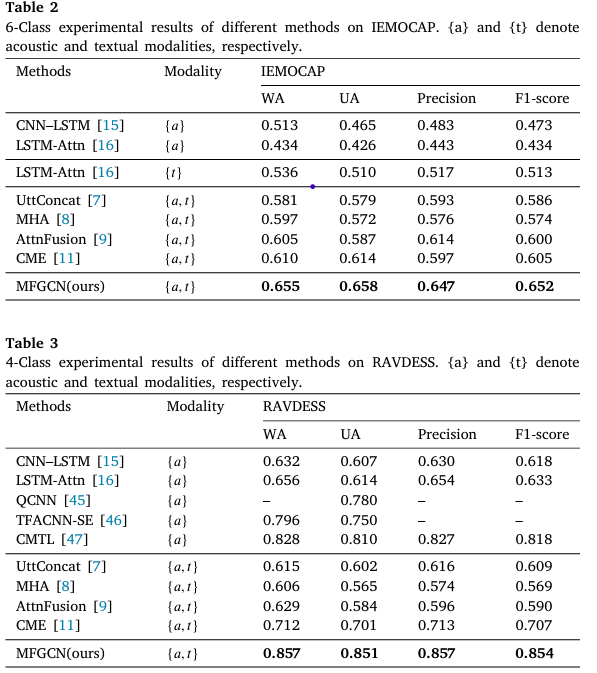 Table 2
6-Class experimental results of different methods on IEMOCAP. {a} and {t} denote
acoustic and textual modalities, respectively.
Methods Modality IEMOCAP
WA UA Precision F1-score
CNN–LSTM [15] {a} 0.513 0.465 0.483 0.473
LSTM-Attn [16] {a} 0.434 0.426 0.443 0.434
LSTM-Attn [16] {t} 0.536 0.510 0.517 0.513
UttConcat [7] {a, t} 0.581 0.579 0.593 0.586
MHA [8] {a, t} 0.597 0.572 0.576 0.574
AttnFusion [9] {a, t} 0.605 0.587 0.614 0.600
CME [11] {a, t} 0.610 0.614 0.597 0.605
MFGCN(ours) {a, t} 0.655 0.658 0.647 0.652
Table 3
4-Class experimental results of different methods on RAVDESS. {a} and {t} denote
acoustic and textual modalities, respectively.
Methods Modality RAVDESS
WA UA Precision F1-score
CNN–LSTM [15] {a} 0.632 0.607 0.630 0.618
LSTM-Attn [16] {a} 0.656 0.614 0.654 0.633
QCNN [45] {a} – 0.780 – –
TFACNN-SE [46] {a} 0.796 0.750 – –
CMTL [47] {a} 0.828 0.810 0.827 0.818
UttConcat [7] {a, t} 0.615 0.602 0.616 0.609
MHA [8] {a, t} 0.606 0.565 0.574 0.569
AttnFusion [9] {a, t} 0.629 0.584 0.596 0.590
CME [11] {a, t} 0.712 0.701 0.713 0.707
MFGCN(ours) {a, t} 0.857 0.851 0.857 0.854